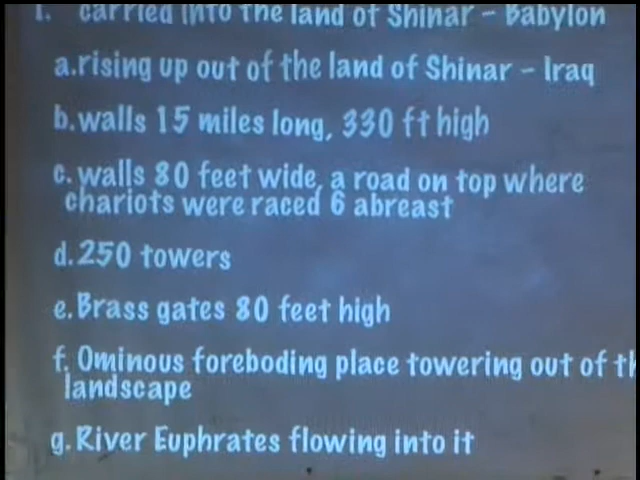 1. carried into the land of Shinar – Babylon
a.rising up out of the land of Shinar – Iraq
b.walls 15 miles long, 330 ft high
c. walls 80 feet wide, a road on top where
chariots were raced 6 abreast
d.250 towers
e.Brass gates 80 feet high
f. Ominous foreboding place towering out of th
landscape
g.River Euphrates flowing into it